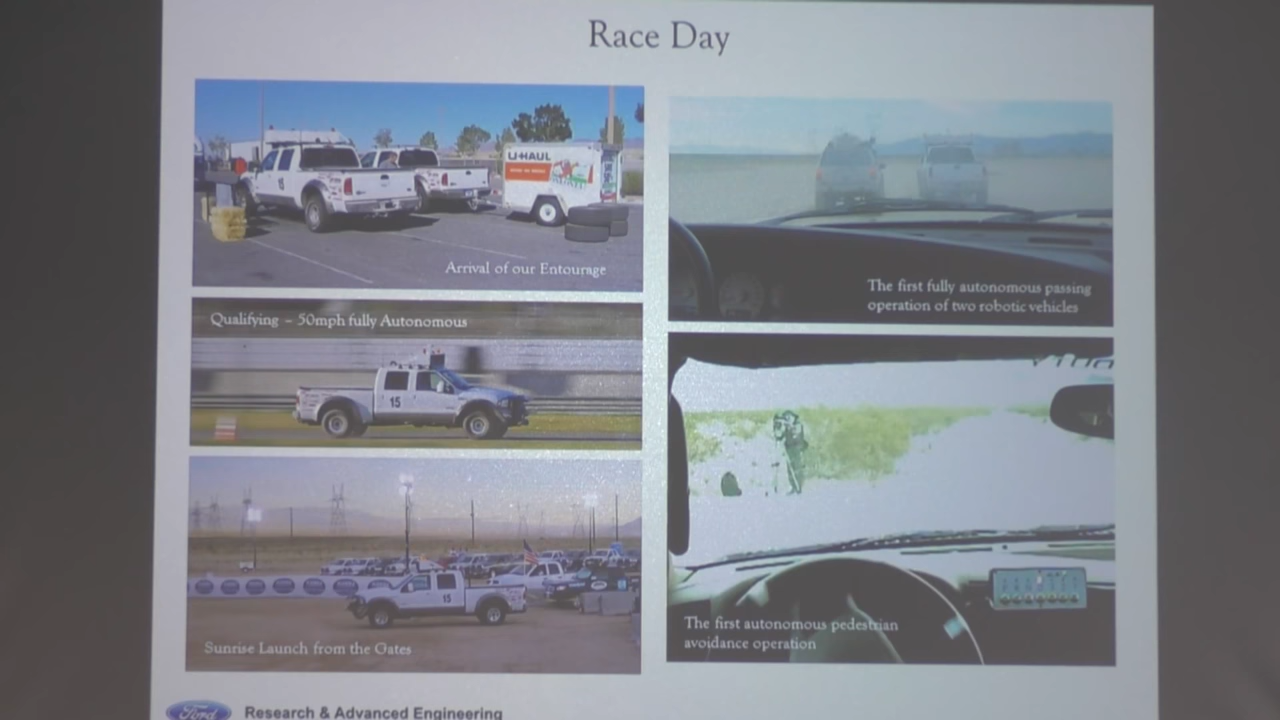 Race Day
U-HAUL
15
Arrival of our Entourage
Qualifying – 50mph fully Autonomous
15
15
Sunrise Launch from the Gates
The first fully autonomous passing
operation of two robotic vehicles
The first autonomous pedestrian
avoidance operation
Ford
Research & Advanced Engineering